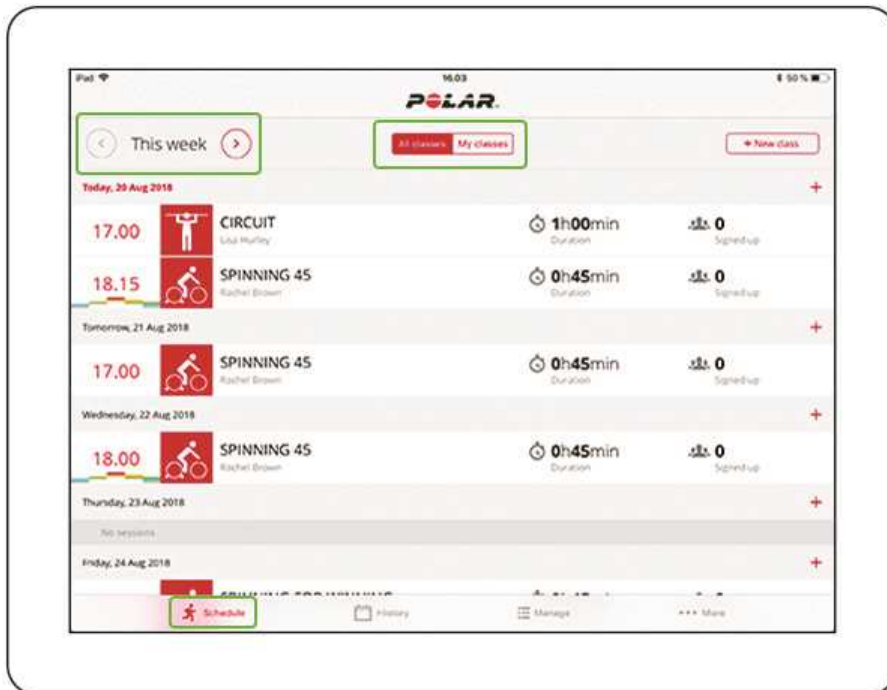 iPad 16.03 50 %
POLAR
This week All classes My classes + New class
Today, 20 Aug 2018 +
17.00 CIRCUIT 1h00min 0
Lisa Hurley Duration Signed up
18.15 SPINNING 45 0h45min 0
Rachel Brown Duration Signed up
Tomorrow, 21 Aug 2018 +
17.00 SPINNING 45 0h45min 0
Rachel Brown Duration Signed up
Wednesday, 22 Aug 2018 +
18.00 SPINNING 45 0h45min 0
Rachel Brown Duration Signed up
Thursday, 23 Aug 2018 +
No sessions
Friday, 24 Aug 2018 +
SPINNING FOR WINNING
Schedule History Manage More